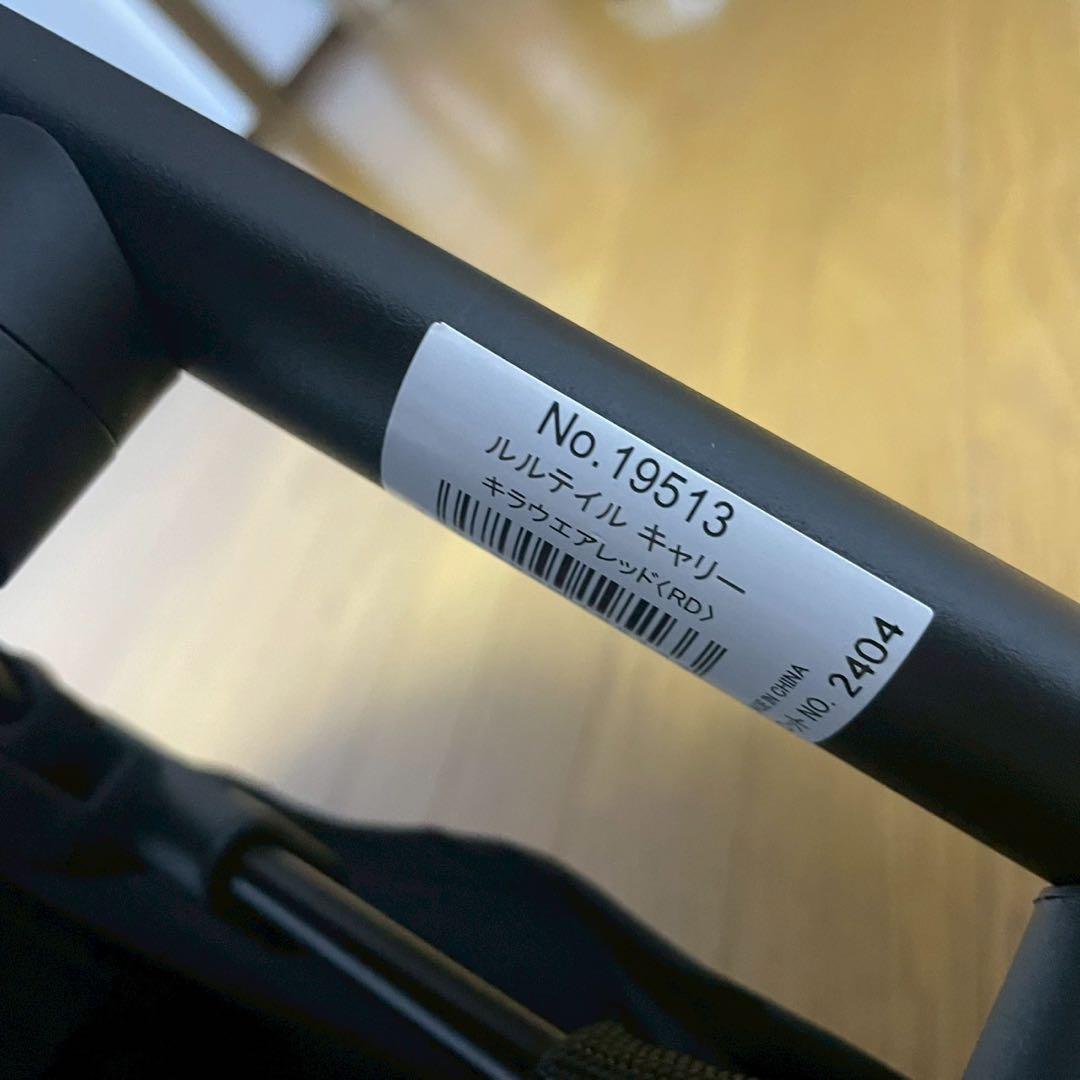 No.19513
ルルテイル キャリー
キラウエアレッド〈RD〉
IN CHINA
NO. 2404